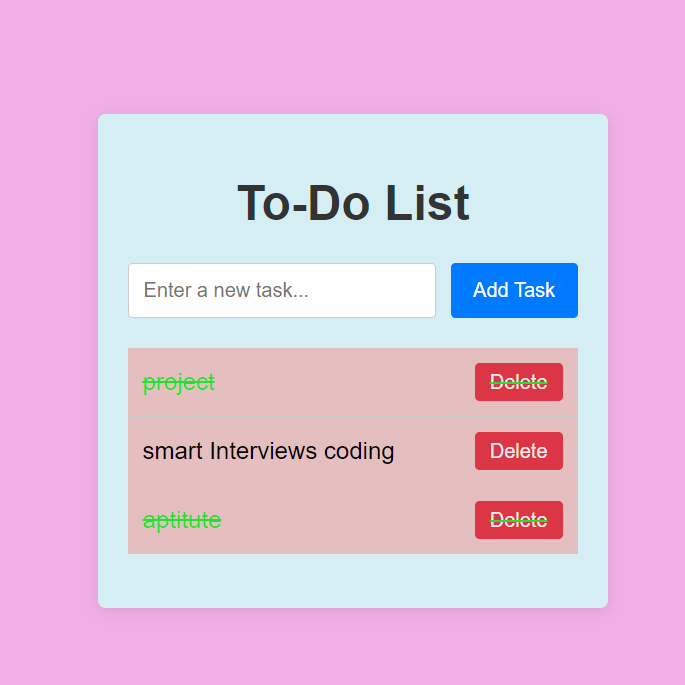 To-Do List
Enter a new task... Add Task
project Delete
smart Interviews coding Delete
aptitute Delete